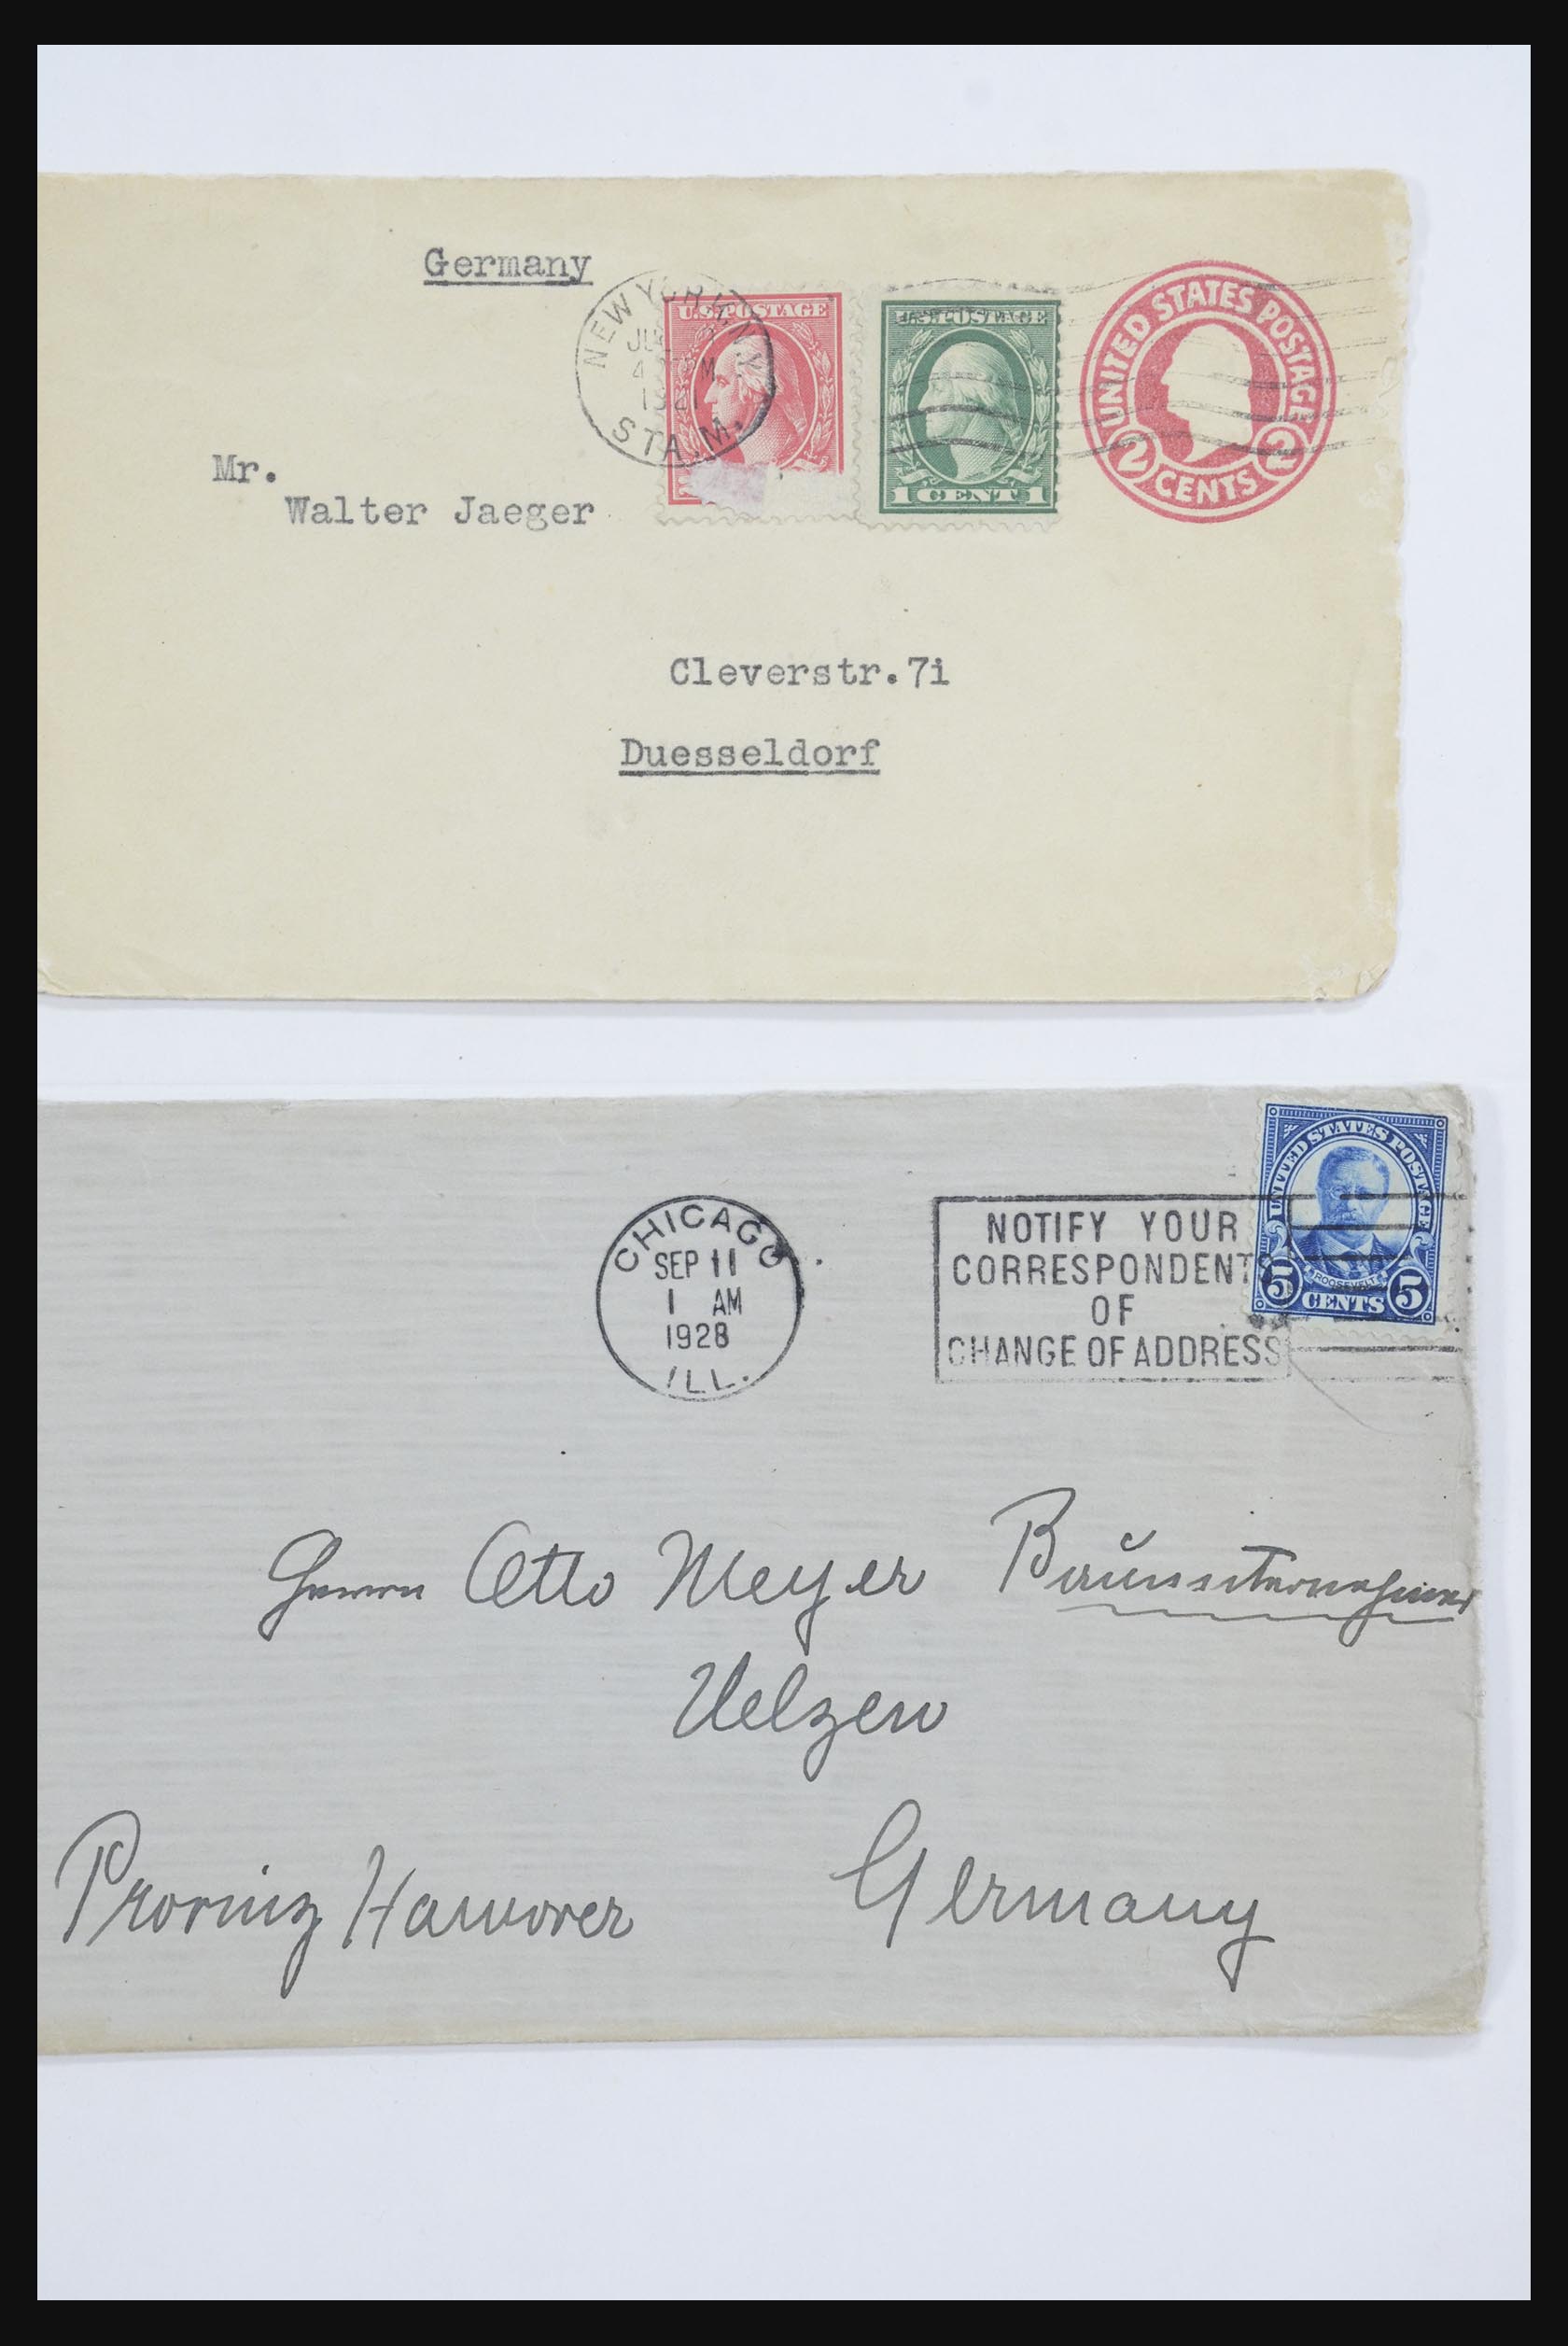 Germany
NEW YORK, N.Y.
STA. M.
U.S. POSTAGE
U.S. POSTAGE
1 CENT 1
UNITED STATES POSTAGE
2 CENTS 2
Mr.
Walter Jaeger
Cleverstr.7i
Duesseldorf
CHICAGO
SEP 11
1 AM
1928
ILL.
NOTIFY YOUR
CORRESPONDENTS
OF
CHANGE OF ADDRESS
UNITED STATES POSTAGE
ROOSEVELT
5 CENTS 5
Herrn Otto Meyer
Uelzen
Provinz Hannover Germany